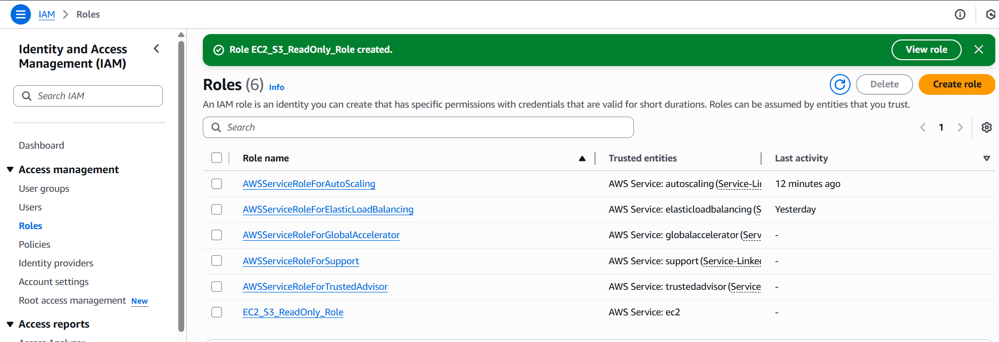 IAM > Roles
Identity and Access
Management (IAM)
Search IAM
Dashboard
Access management
User groups
Users
Roles
Policies
Identity providers
Account settings
Root access management New
Access reports
Role EC2_S3_ReadOnly_Role created.
View role
Roles (6) Info
Delete
Create role
An IAM role is an identity you can create that has specific permissions with credentials that are valid for short durations. Roles can be assumed by entities that you trust.
Search
1
Role name Trusted entities Last activity
AWSServiceRoleForAutoScaling AWS Service: autoscaling (Service-Li 12 minutes ago
AWSServiceRoleForElasticLoadBalancing AWS Service: elasticloadbalancing (S Yesterday
AWSServiceRoleForGlobalAccelerator AWS Service: globalaccelerator (Serv -
AWSServiceRoleForSupport AWS Service: support (Service-Linke -
AWSServiceRoleForTrustedAdvisor AWS Service: trustedadvisor (Service -
EC2_S3_ReadOnly_Role AWS Service: ec2 -